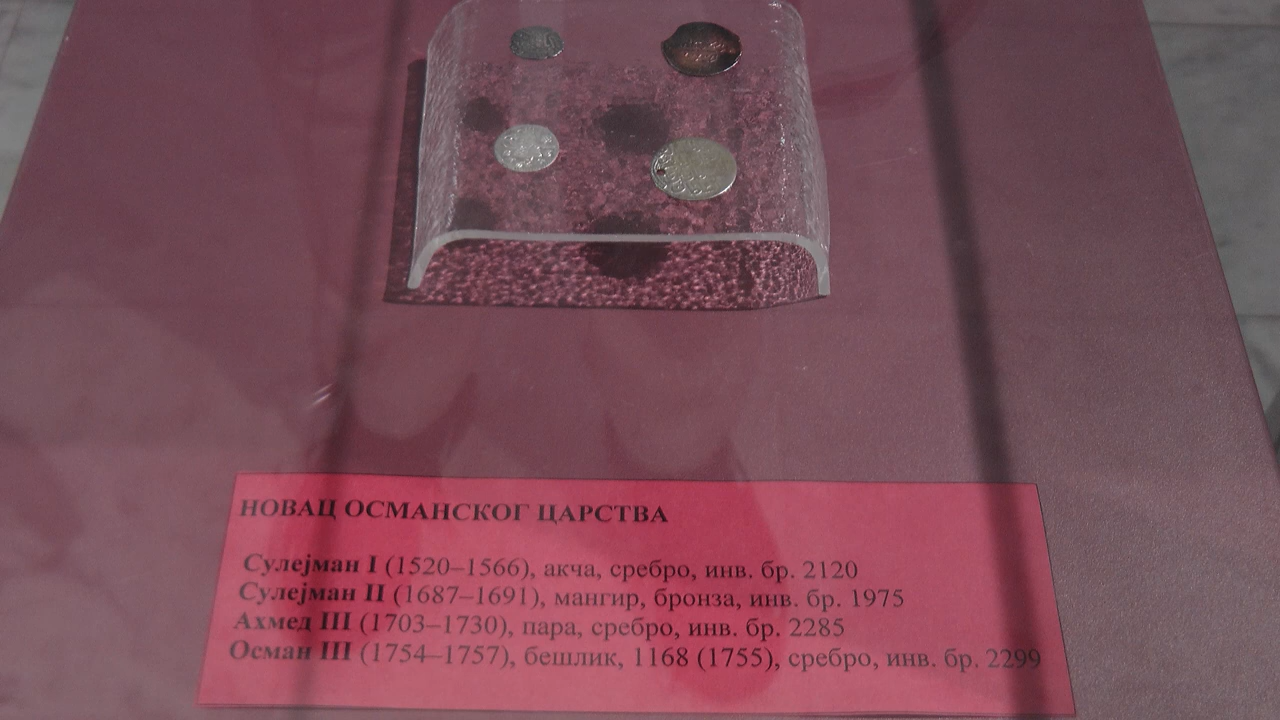 НОВАЦ ОСМАНСКОГ ЦАРСТВА
Сулејман I (1520–1566), акча, сребро, инв. бр. 2120
Сулејман II (1687–1691), мангир, бронза, инв. бр. 1975
Ахмед III (1703–1730), пара, сребро, инв. бр. 2285
Осман III (1754–1757), бешлик, 1168 (1755), сребро, инв. бр. 2299